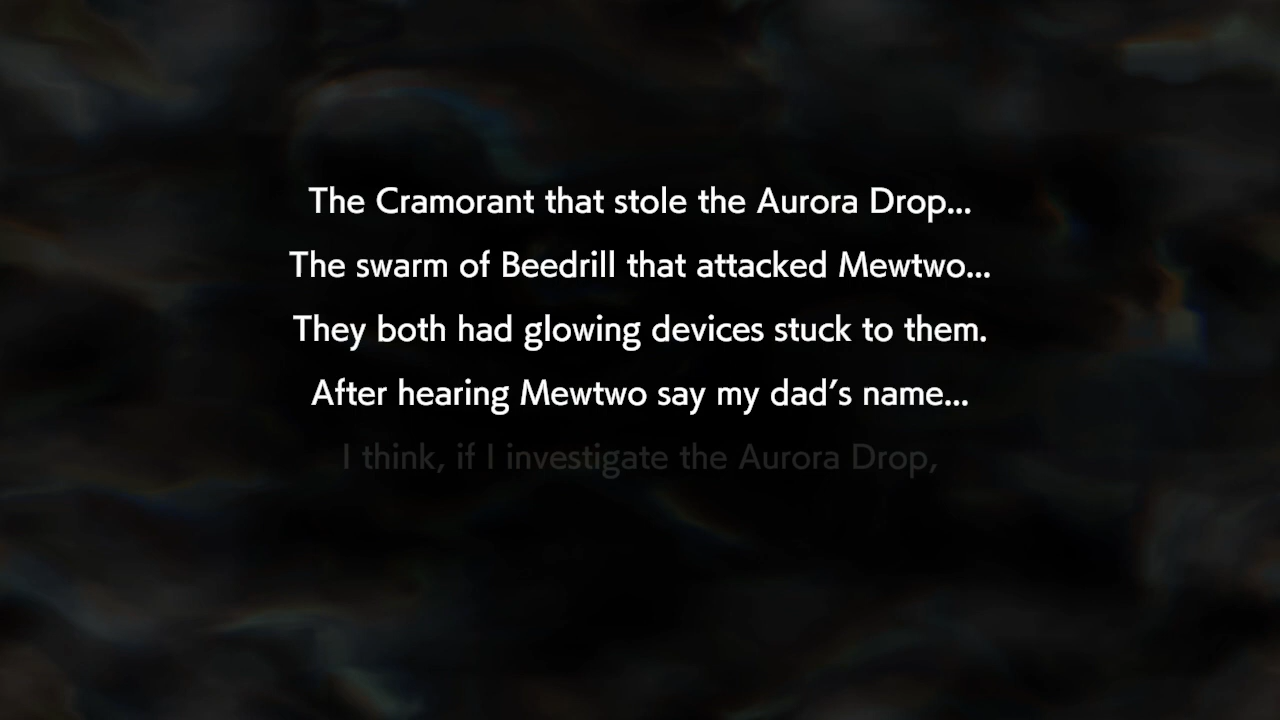 The Cramorant that stole the Aurora Drop...
The swarm of Beedrill that attacked Mewtwo...
They both had glowing devices stuck to them.
After hearing Mewtwo say my dad's name...
I think, if I investigate the Aurora Drop,